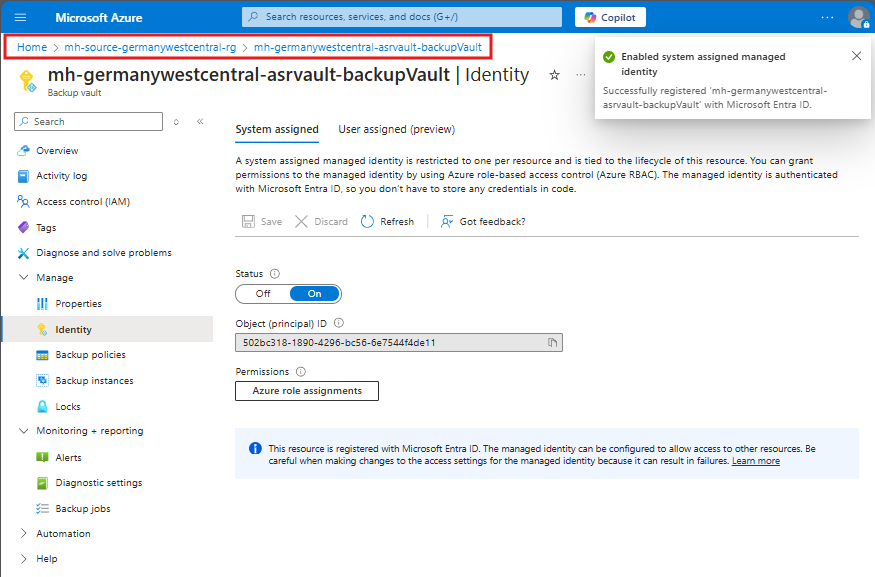 Microsoft Azure
Search resources, services, and docs (G+/)
Copilot
Home > mh-source-germanywestcentral-rg > mh-germanywestcentral-asrvault-backupVault
mh-germanywestcentral-asrvault-backupVault | Identity
Backup vault
Enabled system assigned managed
identity
Successfully registered 'mh-germanywestcentral-
asrvault-backupVault' with Microsoft Entra ID.
Search
Overview
Activity log
Access control (IAM)
Tags
Diagnose and solve problems
Manage
Properties
Identity
Backup policies
Backup instances
Locks
Monitoring + reporting
Alerts
Diagnostic settings
Backup jobs
Automation
Help
System assigned
User assigned (preview)
A system assigned managed identity is restricted to one per resource and is tied to the lifecycle of this resource. You can grant
permissions to the managed identity by using Azure role-based access control (Azure RBAC). The managed identity is authenticated
with Microsoft Entra ID, so you don't have to store any credentials in code.
Save
Discard
Refresh
Got feedback?
Status
Off
On
Object (principal) ID
502bc318-1890-4296-bc56-6e7544f4de11
Permissions
Azure role assignments
This resource is registered with Microsoft Entra ID. The managed identity can be configured to allow access to other resources. Be
careful when making changes to the access settings for the managed identity because it can result in failures. Learn more